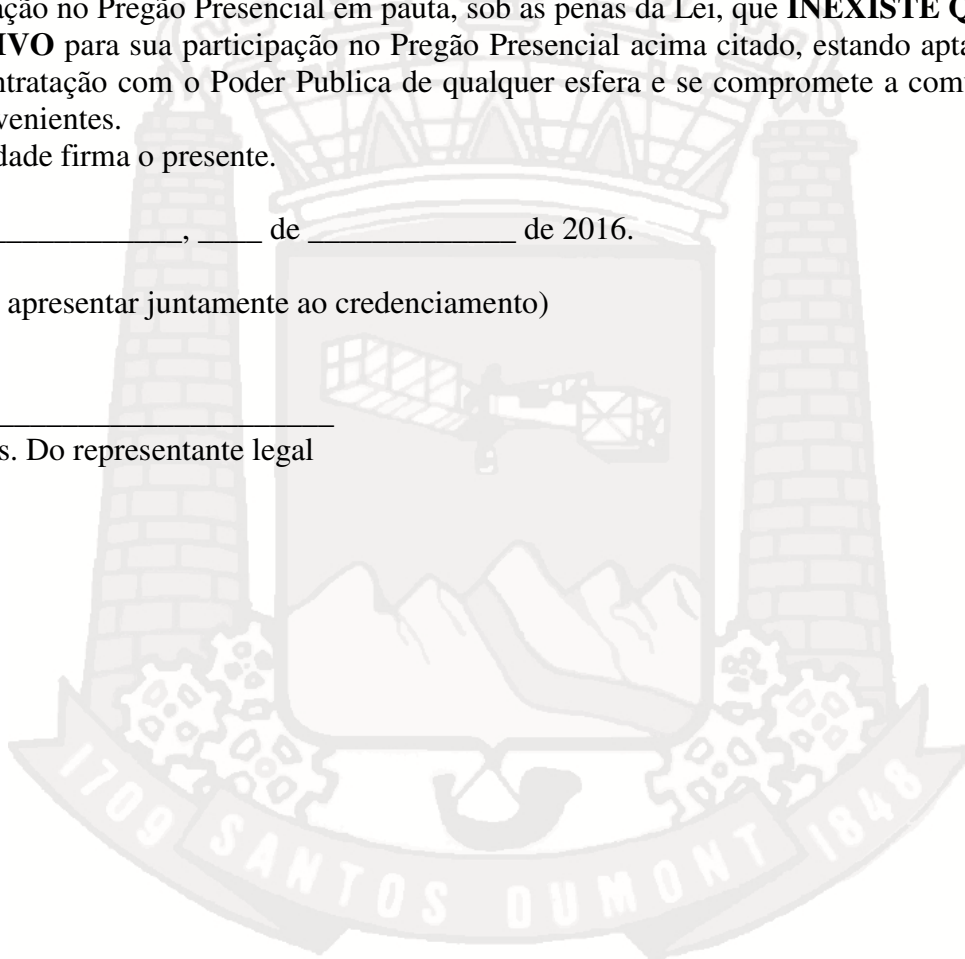 ação no Pregão Presencial em pauta, sob as penas da Lei, que INEXISTE Q
IVO para sua participação no Pregão Presencial acima citado, estando apta
ntratação com o Poder Publica de qualquer esfera e se compromete a com
venientes.
dade firma o presente.
____________, ____ de _____________ de 2016.
apresentar juntamente ao credenciamento)
_____________________
s. Do representante legal
1709 SANTOS DUMONT 1848